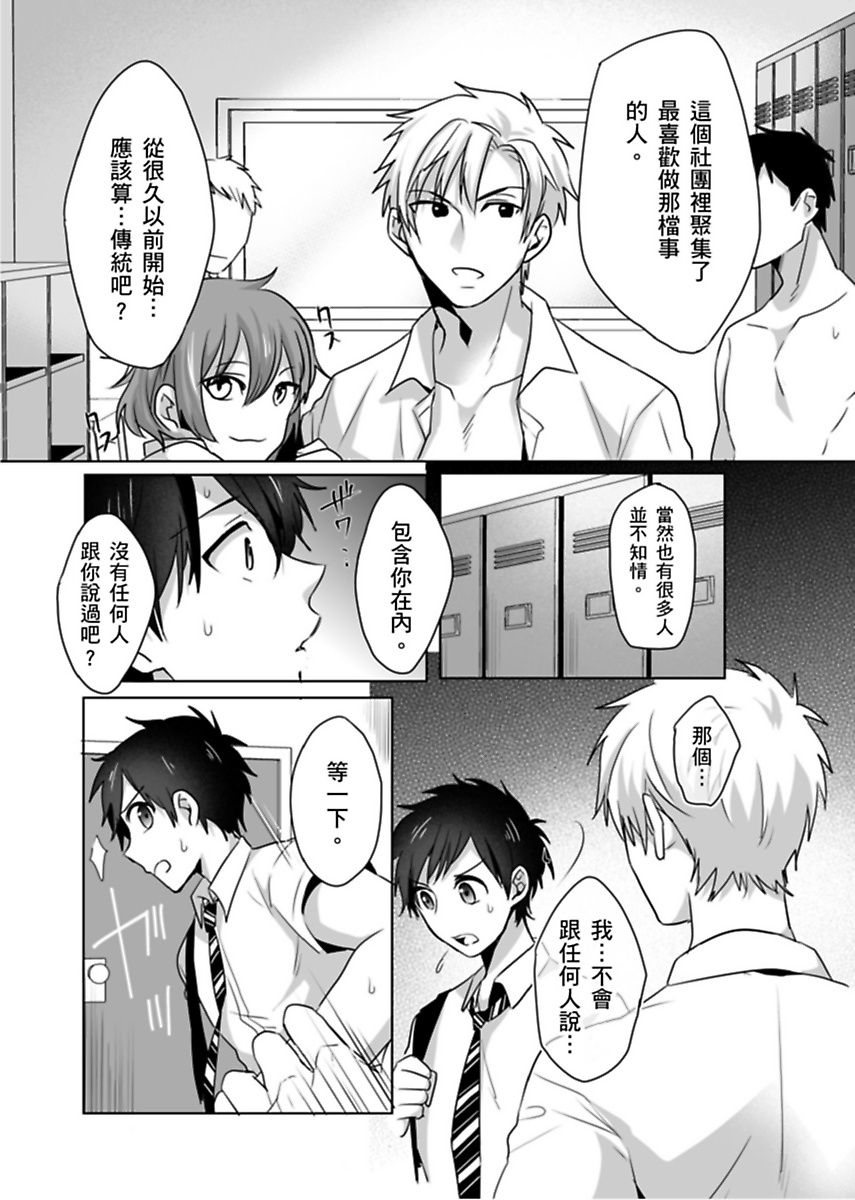 這個社團裡聚集了
最喜歡做那檔事
的人。
從很久以前開始…
應該算…傳統吧？
當然也有很多人
並不知情。
包含你在內。
ザワ…
沒有任何人
跟你說過吧？
那個…
我…不會
跟任何人說…
等一下。